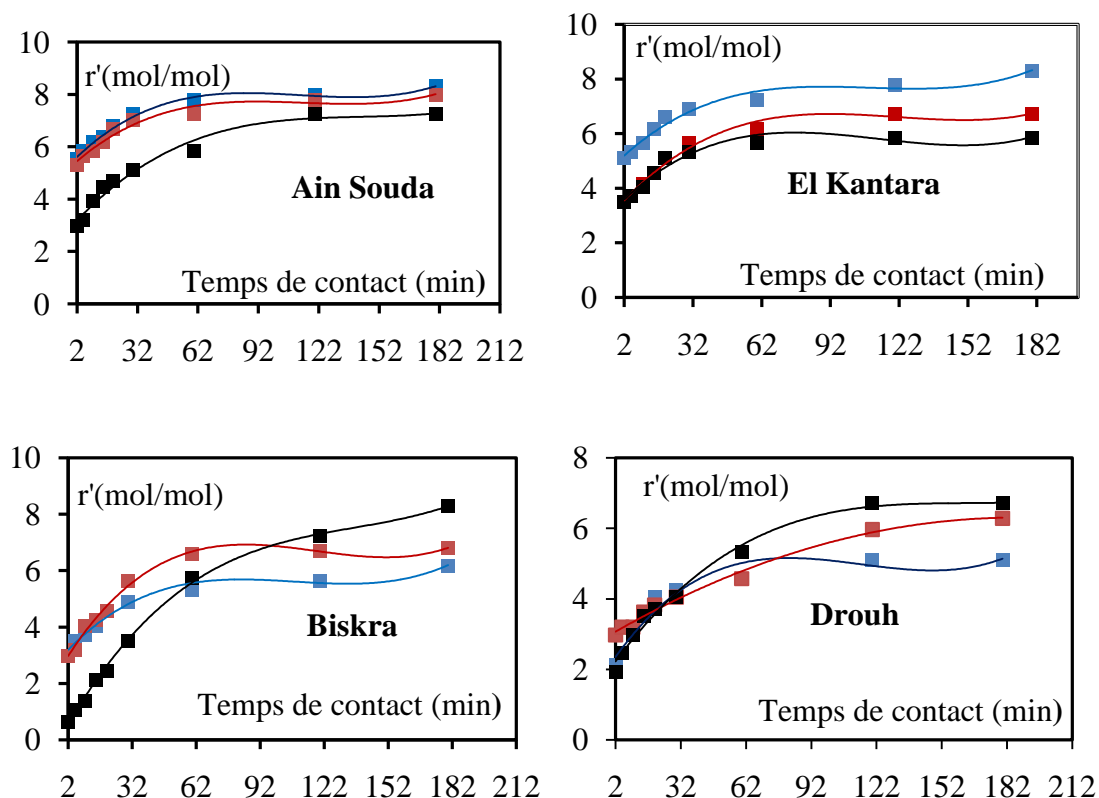 10
8
6
4
2
0
r'(mol/mol)
Ain Souda
Temps de contact (min)
2 32 62 92 122 152 182 212
10
8
6
4
2
0
r'(mol/mol)
El Kantara
Temps de contact (min)
2 32 62 92 122 152 182
10
8
6
4
2
0
r'(mol/mol)
Biskra
Temps de contact (min)
2 32 62 92 122 152 182 212
8
6
4
2
0
r'(mol/mol)
Drouh
Temps de contact (min)
2 32 62 92 122 152 182 212